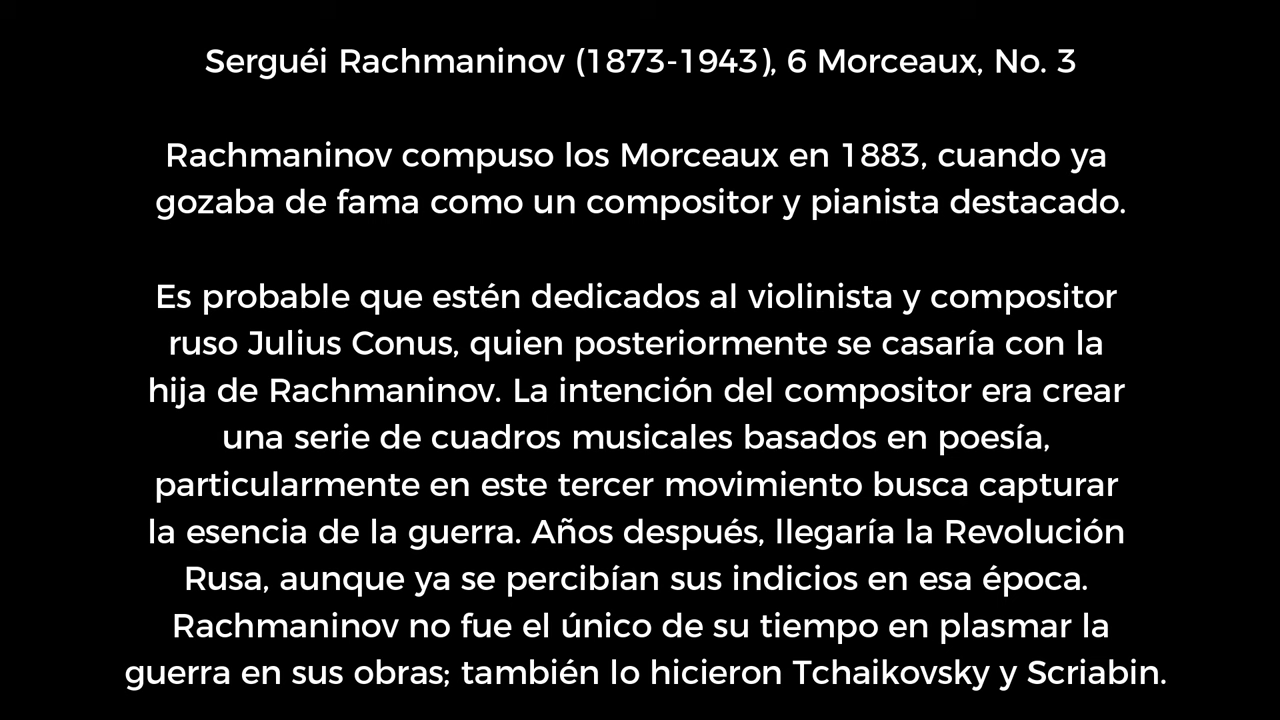 Serguéi Rachmaninov (1873-1943), 6 Morceaux, No. 3
Rachmaninov compuso los Morceaux en 1883, cuando ya
gozaba de fama como un compositor y pianista destacado.
Es probable que estén dedicados al violinista y compositor
ruso Julius Conus, quien posteriormente se casaría con la
hija de Rachmaninov. La intención del compositor era crear
una serie de cuadros musicales basados en poesía,
particularmente en este tercer movimiento busca capturar
la esencia de la guerra. Años después, llegaría la Revolución
Rusa, aunque ya se percibían sus indicios en esa época.
Rachmaninov no fue el único de su tiempo en plasmar la
guerra en sus obras; también lo hicieron Tchaikovsky y Scriabin.